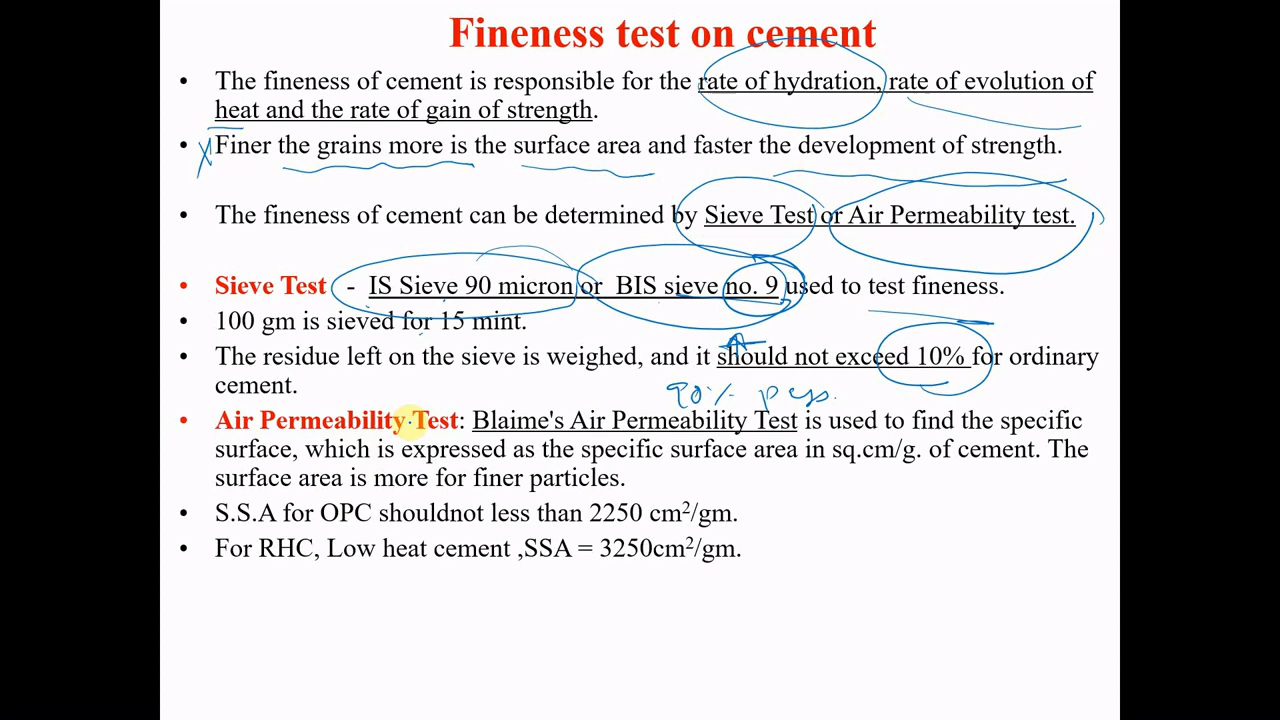 Fineness test on cement
• The fineness of cement is responsible for the rate of hydration, rate of evolution of
heat and the rate of gain of strength.
• Finer the grains more is the surface area and faster the development of strength.
• The fineness of cement can be determined by Sieve Test or Air Permeability test.
• Sieve Test - IS Sieve 90 micron or BIS sieve no. 9 used to test fineness.
• 100 gm is sieved for 15 mint.
• The residue left on the sieve is weighed, and it should not exceed 10% for ordinary
cement.
90% pass.
• Air Permeability Test: Blaime's Air Permeability Test is used to find the specific
surface, which is expressed as the specific surface area in sq.cm/g. of cement. The
surface area is more for finer particles.
• S.S.A for OPC shouldnot less than 2250 cm²/gm.
• For RHC, Low heat cement ,SSA = 3250cm²/gm.